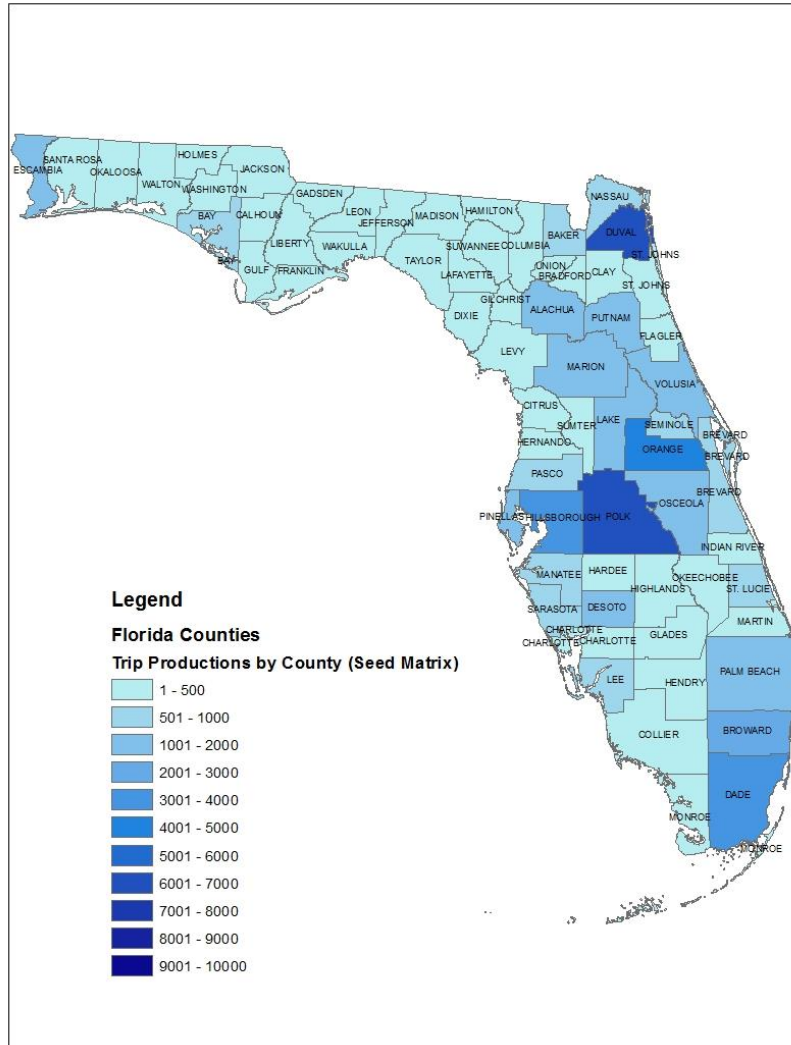 HOLMES
SANTA ROSA
JACKSON
ESCAMBIA
OKALOOSA
WALTON
WASHINGTON
GADSDEN
BAY
CALHOUN
LEON
JEFFERSON
MADISON
HAMILTON
NASSAU
LIBERTY
WAKULLA
SUWANNEE
COLUMBIA
BAKER
DUVAL
BAY
GULF
FRANKLIN
TAYLOR
LAFAYETTE
UNION
BRADFORD
CLAY
ST. JOHNS
ST. JOHNS
GILCHRIST
DIXIE
ALACHUA
PUTNAM
FLAGLER
LEVY
MARION
VOLUSIA
CITRUS
SUMTER
LAKE
SEMINOLE
BREVARD
HERNANDO
ORANGE
BREVARD
PASCO
BREVARD
OSCEOLA
PINELLAS
HILLSBOROUGH
POLK
INDIAN RIVER
MANATEE
HARDEE
OKEECHOBEE
HIGHLANDS
ST. LUCIE
SARASOTA
DESOTO
MARTIN
CHARLOTTE
CHARLOTTE
CHARLOTTE
GLADES
LEE
HENDRY
PALM BEACH
COLLIER
BROWARD
DADE
MONROE
MONROE
Legend
Florida Counties
Trip Productions by County (Seed Matrix)
1 - 500
501 - 1000
1001 - 2000
2001 - 3000
3001 - 4000
4001 - 5000
5001 - 6000
6001 - 7000
7001 - 8000
8001 - 9000
9001 - 10000